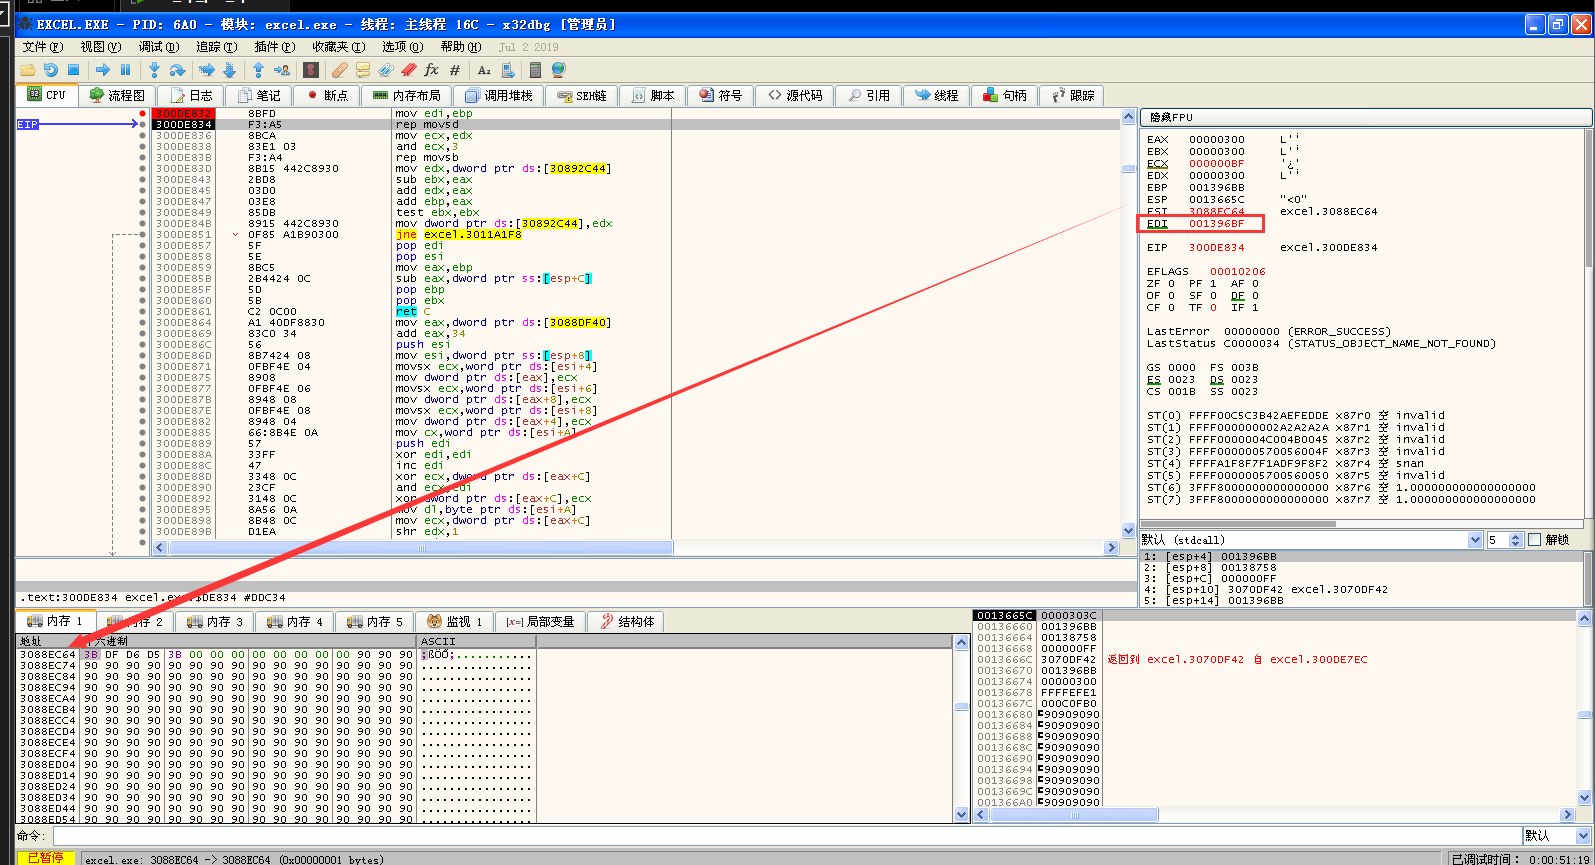 EXCEL.EXE - PID: 6A0 - 模块: excel.exe - 线程: 主线程 16C - x32dbg [管理员]
文件(F) 视图(V) 调试(D) 追踪(T) 插件(P) 收藏夹(I) 选项(O) 帮助(H) Jul 2 2019
CPU 流程图 日志 笔记 断点 内存布局 调用堆栈 SEH链 脚本 符号 源代码 引用 线程 句柄 跟踪
300DE832 8BFD mov edi,ebp
EIP 300DE834 F3:A5 rep movsd
300DE836 8BCA mov ecx,edx
300DE838 83E1 03 and ecx,3
300DE83B F3:A4 rep movsb
300DE83D 8B15 442C8930 mov edx,dword ptr ds:[30892C44]
300DE843 2BD8 sub ebx,eax
300DE845 03D0 add edx,eax
300DE847 03E8 add ebp,eax
300DE849 85DB test ebx,ebx
300DE84B 8915 442C8930 mov dword ptr ds:[30892C44],edx
300DE851 0F85 A1B90300 jne excel.3011A1F8
300DE857 5F pop edi
300DE858 5E pop esi
300DE859 8BC5 mov eax,ebp
300DE85B 2B4424 0C sub eax,dword ptr ss:[esp+C]
300DE85F 5D pop ebp
300DE860 5B pop ebx
300DE861 C2 0C00 ret C
300DE864 A1 40DF8830 mov eax,dword ptr ds:[3088DF40]
300DE869 83C0 34 add eax,34
300DE86C 56 push esi
300DE86D 8B7424 08 mov esi,dword ptr ss:[esp+8]
300DE871 0FBF4E 04 movsx ecx,word ptr ds:[esi+4]
300DE875 8908 mov dword ptr ds:[eax],ecx
300DE877 0FBF4E 06 movsx ecx,word ptr ds:[esi+6]
300DE87B 8948 08 mov dword ptr ds:[eax+8],ecx
300DE87E 0FBF4E 08 movsx ecx,word ptr ds:[esi+8]
300DE882 8948 04 mov dword ptr ds:[eax+4],ecx
300DE885 66:8B4E 0A mov cx,word ptr ds:[esi+A]
300DE889 57 push edi
300DE88A 33FF xor edi,edi
300DE88C 47 inc edi
300DE88D 3348 0C xor ecx,dword ptr ds:[eax+C]
300DE890 23CF and ecx,edi
300DE892 3148 0C xor dword ptr ds:[eax+C],ecx
300DE895 8A56 0A mov dl,byte ptr ds:[esi+A]
300DE898 8B48 0C mov ecx,dword ptr ds:[eax+C]
300DE89B D1EA shr edx,1
.text:300DE834 excel.exe:$DE834 #DDC34
隐藏FPU
EAX 00000300 L'̀'
EBX 00000300 L'̀'
ECX 000000BF '¿'
EDX 00000300 L'̀'
EBP 001396BB
ESP 0013665C "<0"
ESI 3088EC64 excel.3088EC64
EDI 001396BF
EIP 300DE834 excel.300DE834
EFLAGS 00010206
ZF 0 PF 1 AF 0
OF 0 SF 0 DF 0
CF 0 TF 0 IF 1
LastError 00000000 (ERROR_SUCCESS)
LastStatus C0000034 (STATUS_OBJECT_NAME_NOT_FOUND)
GS 0000 FS 003B
ES 0023 DS 0023
CS 001B SS 0023
ST(0) FFFF00C5C3B42AEFEDDE x87r0 空 invalid
ST(1) FFFF00000002A2A2A2A x87r1 空 invalid
ST(2) FFFF0000004C004B0045 x87r2 空 invalid
ST(3) FFFF000000570056004F x87r3 空 invalid
ST(4) FFFFA1F8F7F1ADF9F8F2 x87r4 空 snan
ST(5) FFFF0000005700560050 x87r5 空 invalid
ST(6) 3FFF8000000000000000 x87r6 空 1.000000000000000000
ST(7) 3FFF8000000000000000 x87r7 空 1.000000000000000000
默认 (stdcall) 5 解锁
1: [esp+4] 001396BB
2: [esp+8] 00138758
3: [esp+C] 000000FF
4: [esp+10] 3070DF42 excel.3070DF42
5: [esp+14] 001396BB
内存 1 内存 2 内存 3 内存 4 内存 5 监视 1 [x=] 局部变量 结构体
地址 十六进制 ASCII
3088EC64 3B DF D6 D5 3B 00 00 00 00 00 00 00 00 90 90 90 ;ßÖÕ;...........
3088EC74 90 90 90 90 90 90 90 90 90 90 90 90 90 90 90 90 ................
3088EC84 90 90 90 90 90 90 90 90 90 90 90 90 90 90 90 90 ................
3088EC94 90 90 90 90 90 90 90 90 90 90 90 90 90 90 90 90 ................
3088ECA4 90 90 90 90 90 90 90 90 90 90 90 90 90 90 90 90 ................
3088ECB4 90 90 90 90 90 90 90 90 90 90 90 90 90 90 90 90 ................
3088ECC4 90 90 90 90 90 90 90 90 90 90 90 90 90 90 90 90 ................
3088ECD4 90 90 90 90 90 90 90 90 90 90 90 90 90 90 90 90 ................
3088ECE4 90 90 90 90 90 90 90 90 90 90 90 90 90 90 90 90 ................
3088ECF4 90 90 90 90 90 90 90 90 90 90 90 90 90 90 90 90 ................
3088ED04 90 90 90 90 90 90 90 90 90 90 90 90 90 90 90 90 ................
3088ED14 90 90 90 90 90 90 90 90 90 90 90 90 90 90 90 90 ................
3088ED24 90 90 90 90 90 90 90 90 90 90 90 90 90 90 90 90 ................
3088ED34 90 90 90 90 90 90 90 90 90 90 90 90 90 90 90 90 ................
3088ED44 90 90 90 90 90 90 90 90 90 90 90 90 90 90 90 90 ................
3088ED54 90 90 90 90 90 90 90 90 90 90 90 90 90 90 90 90 ................
0013665C 0000303C
00136660 001396BB
00136664 00138758
00136668 000000FF
0013666C 3070DF42 返回到 excel.3070DF42 自 excel.300DE7EC
00136670 001396BB
00136674 00000300
00136678 FFFFEFE1
0013667C 000C0FB0
00136680 90909090
00136684 90909090
00136688 90909090
0013668C 90909090
00136690 90909090
00136694 90909090
00136698 90909090
0013669C 90909090
001366A0 90909090
命令: 默认
已暂停 excel.exe: 3088EC64 -> 3088EC64 (0x00000001 bytes) 已调试时间: 0:00:51:19